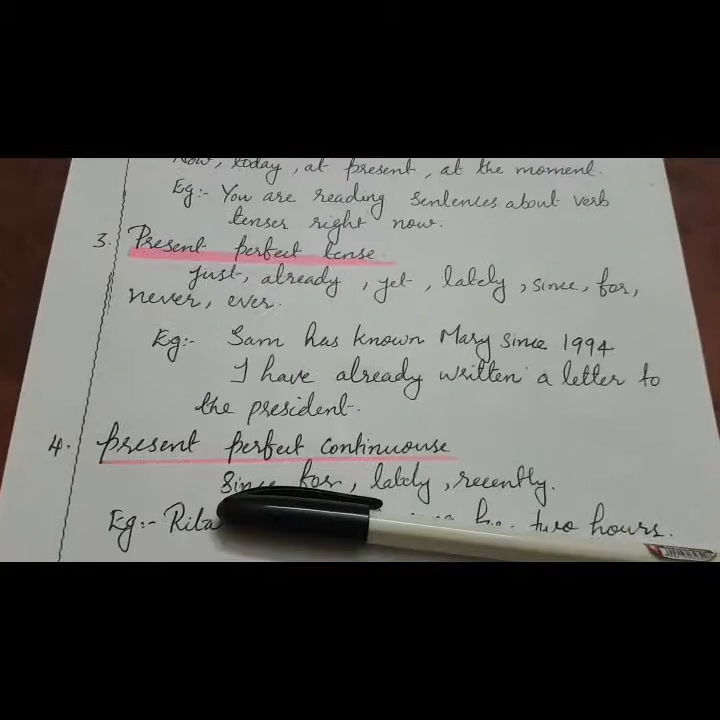 Now, today, at present, at the moment.
Eg:- You are reading sentences about verb
tenses right now.
3. Present perfect tense
Just, already, yet, lately, since, for,
never, ever.
Eg:- Sam has known Mary since 1994
I have already written a letter to
the president.
4. present perfect continuouse
Since for, lately, recently.
Eg:- Rita two hours.